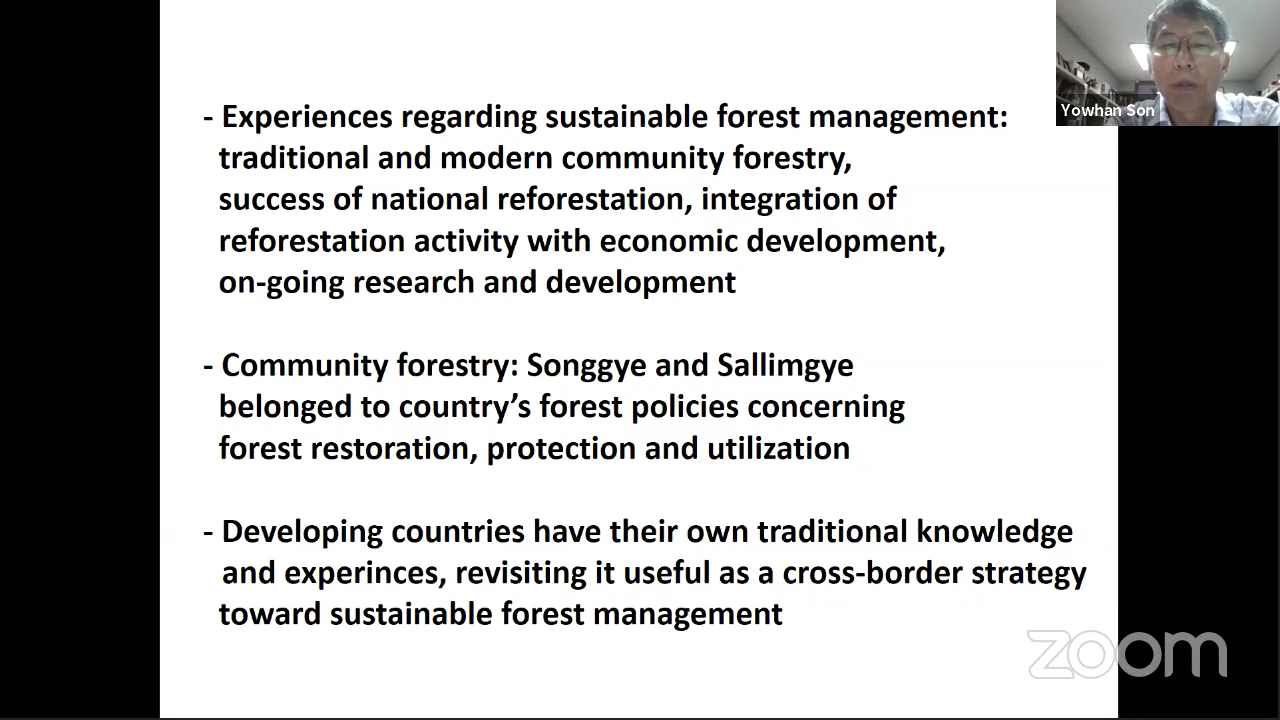 Yowhan Son
- Experiences regarding sustainable forest management:
traditional and modern community forestry,
success of national reforestation, integration of
reforestation activity with economic development,
on-going research and development
- Community forestry: Songgye and Sallimgye
belonged to country's forest policies concerning
forest restoration, protection and utilization
- Developing countries have their own traditional knowledge
and experinces, revisiting it useful as a cross-border strategy
toward sustainable forest management
zoom